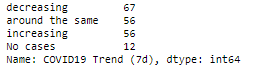 decreasing 67
around the same 56
increasing 56
No cases 12
Name: COVID19 Trend (7d), dtype: int64